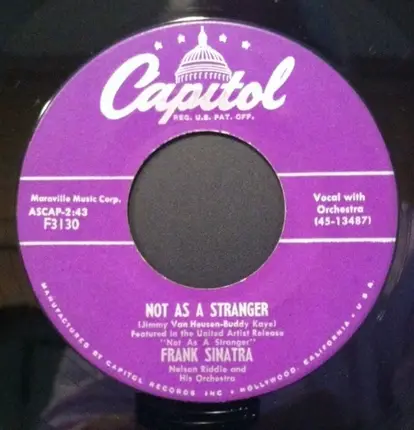 Capitol
REG. U.S. PAT. OFF.
Maraville Music Corp.
ASCAP-2:43
F3130
Vocal with
Orchestra
(45-13487)
NOT AS A STRANGER
(Jimmy Van Heusen-Buddy Kaye)
Featured in the United Artist Release
"Not As A Stranger"
FRANK SINATRA
Nelson Riddle and
His Orchestra
MANUFACTURED BY CAPITOL RECORDS INC • HOLLYWOOD, CALIFORNIA • U.S.A.